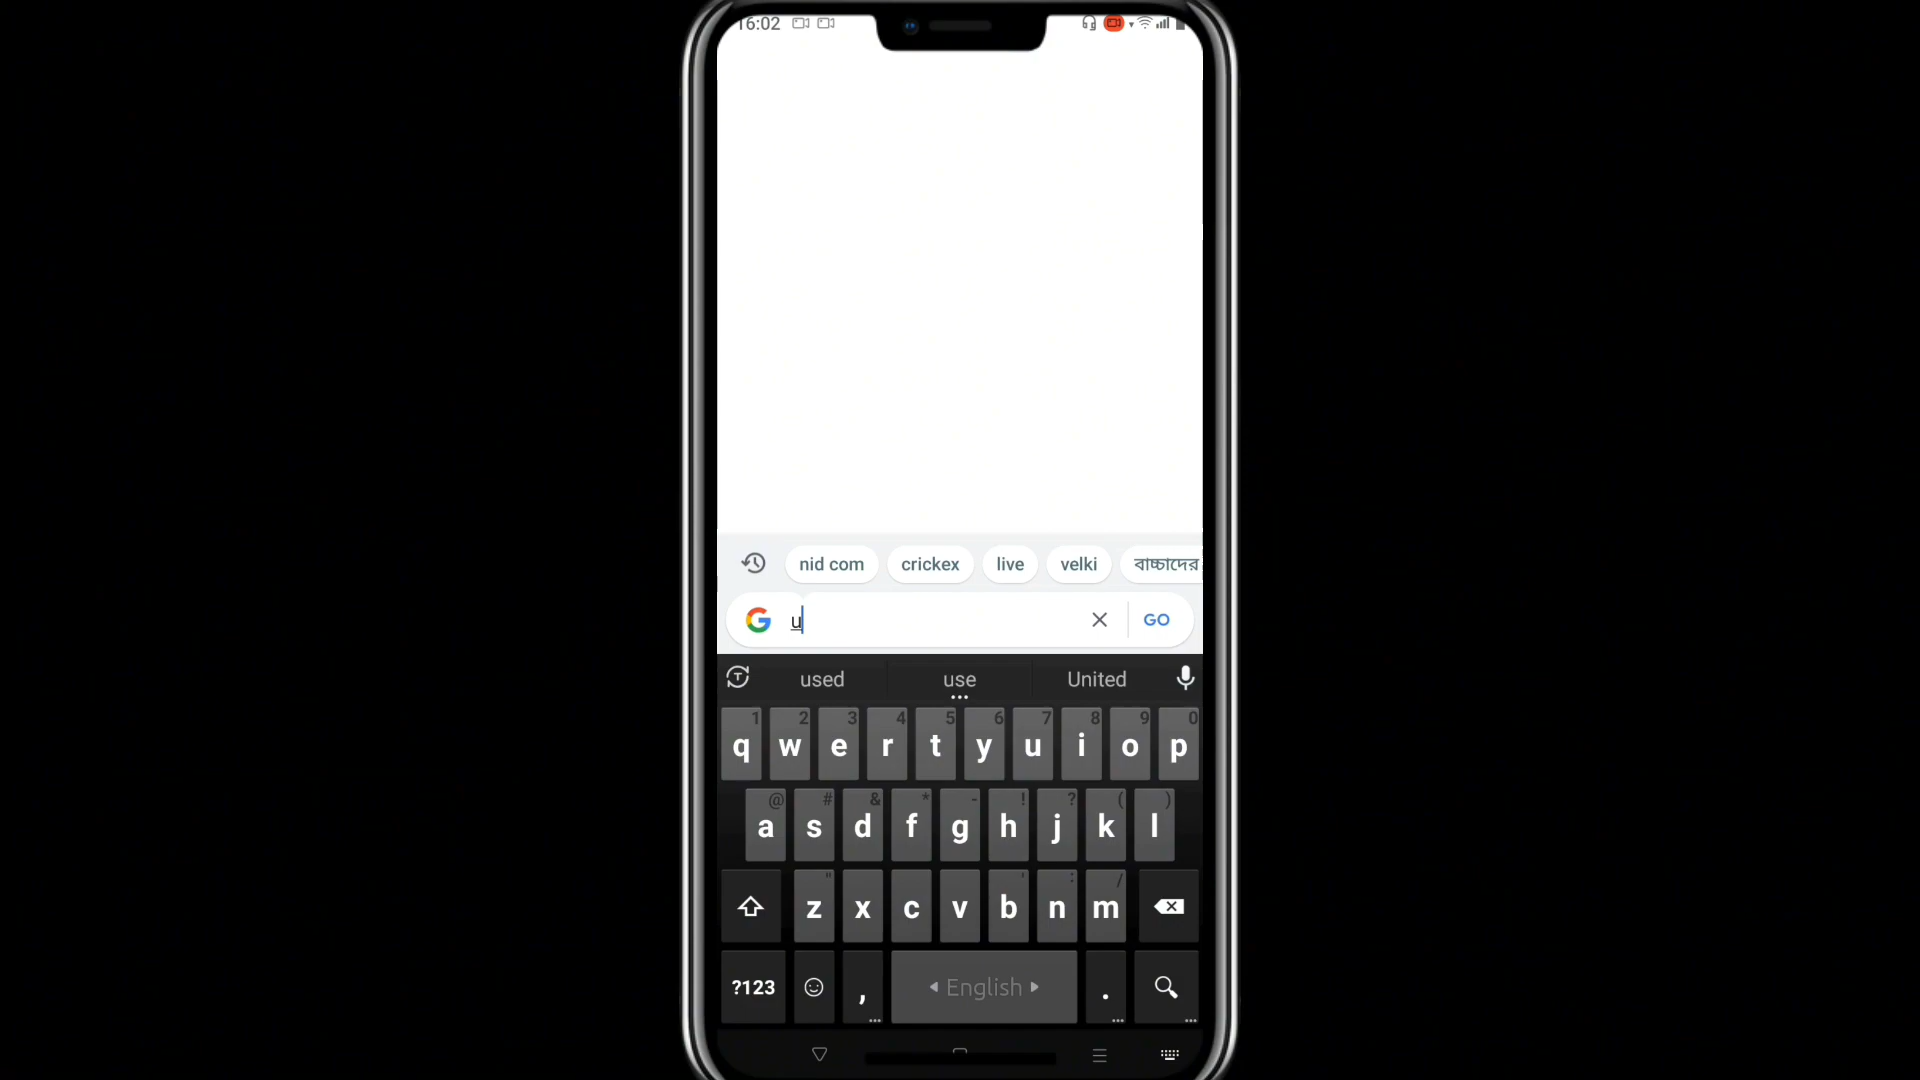 16:02
nid com crickex live velki বাচ্চাদের
u GO
used use United
1 2 3 4 5 6 7 8 9 0
q w e r t y u i o p
@ # & * - ! ? ( )
a s d f g h j k l
" ' : /
z x c v b n m
?123 , English .